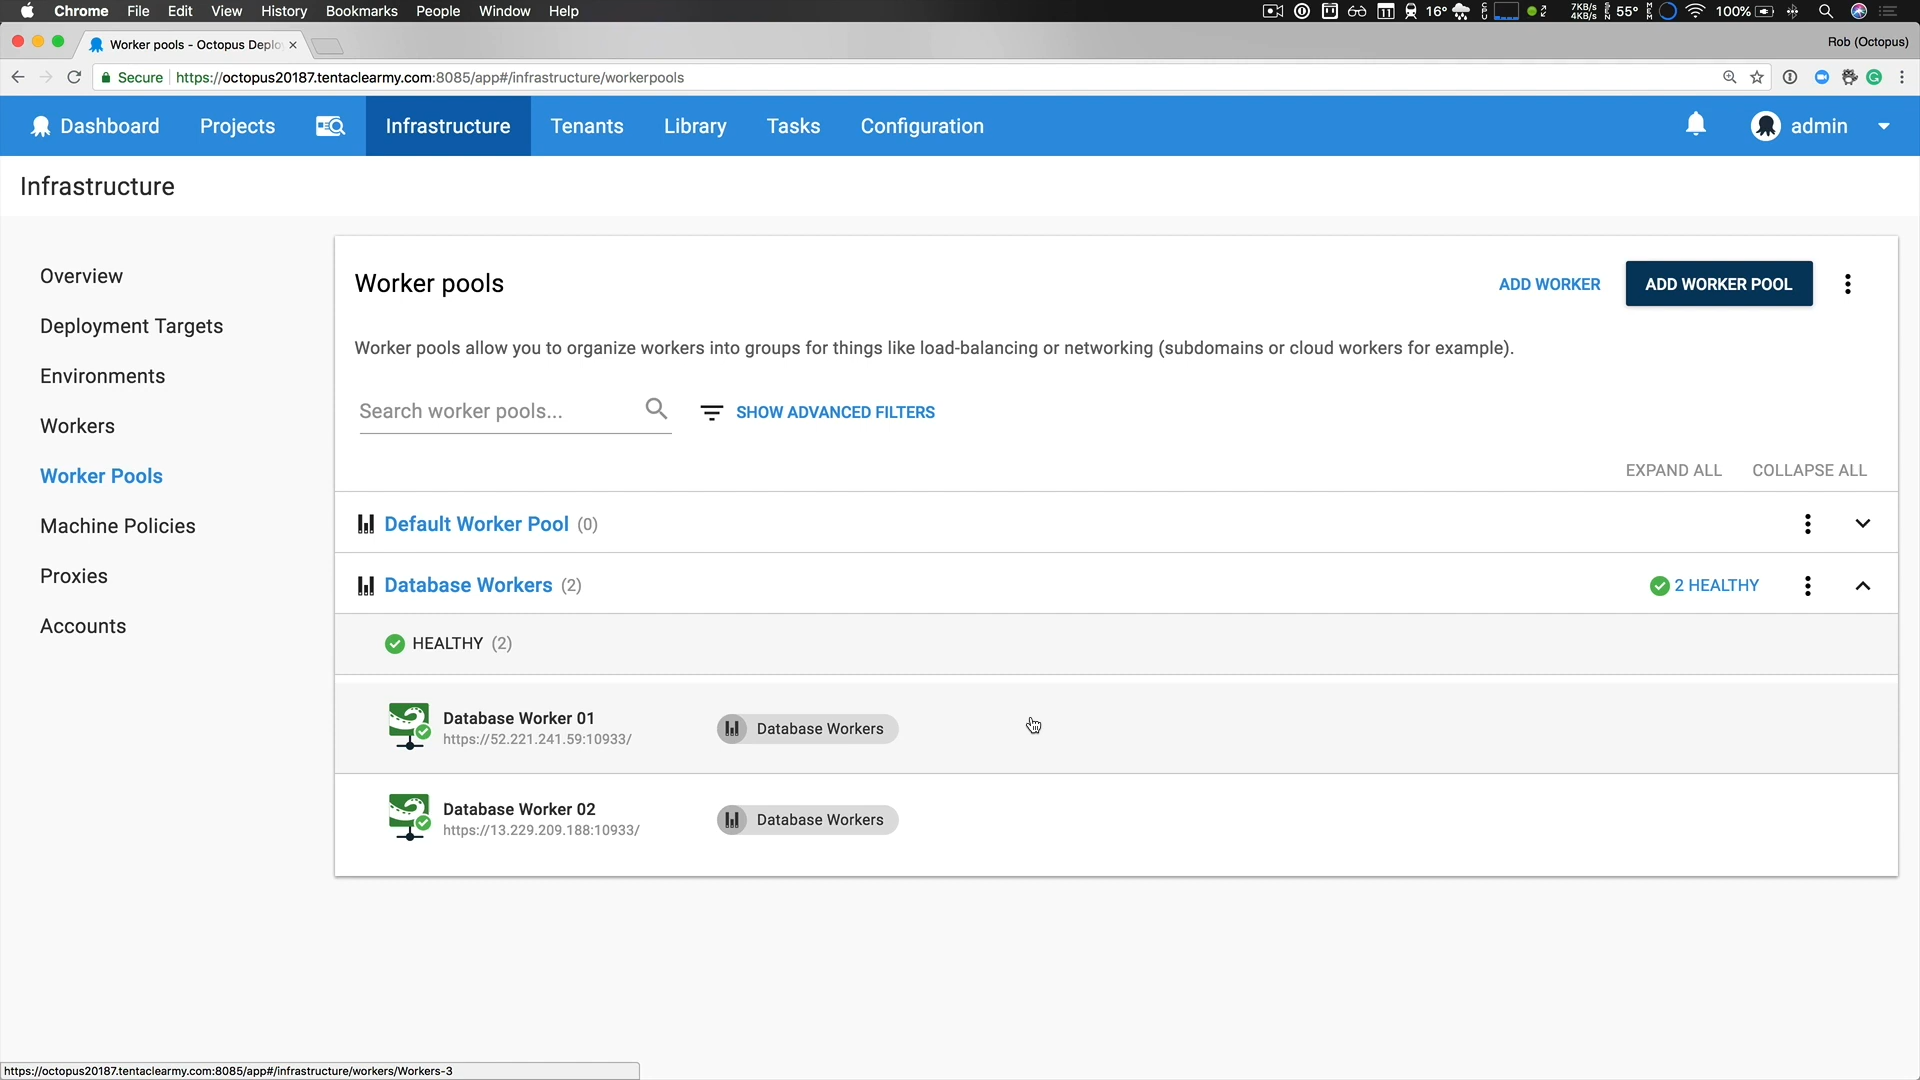 Chrome File Edit View History Bookmarks People Window Help 16° 7KB/s 4KB/s 55° 100%
Worker pools - Octopus Deplo Rob (Octopus)
Secure https://octopus20187.tentaclearmy.com:8085/app#/infrastructure/workerpools
Dashboard Projects Infrastructure Tenants Library Tasks Configuration admin
Infrastructure
Overview
Deployment Targets
Environments
Workers
Worker Pools
Machine Policies
Proxies
Accounts
Worker pools ADD WORKER ADD WORKER POOL
Worker pools allow you to organize workers into groups for things like load-balancing or networking (subdomains or cloud workers for example).
Search worker pools... SHOW ADVANCED FILTERS
EXPAND ALL COLLAPSE ALL
Default Worker Pool (0)
Database Workers (2) 2 HEALTHY
HEALTHY (2)
Database Worker 01
https://52.221.241.59:10933/
Database Workers
Database Worker 02
https://13.229.209.188:10933/
Database Workers
https://octopus20187.tentaclearmy.com:8085/app#/infrastructure/workers/Workers-3